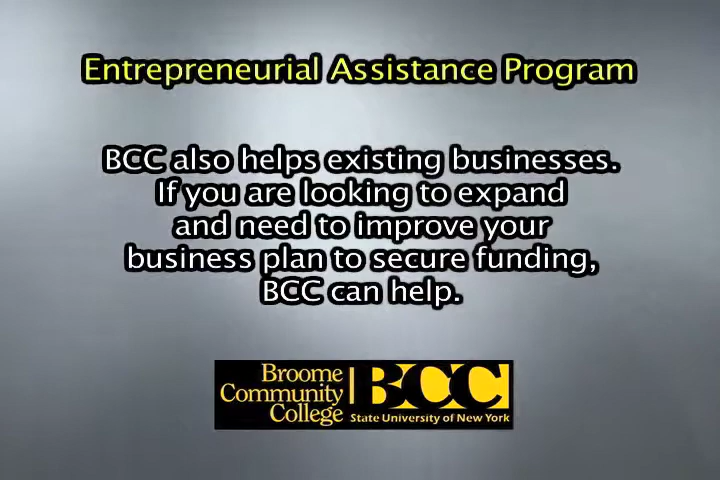 Entrepreneurial Assistance Program
BCC also helps existing businesses.
If you are looking to expand
and need to improve your
business plan to secure funding,
BCC can help.
Broome
Community
College
BCC
State University of New York